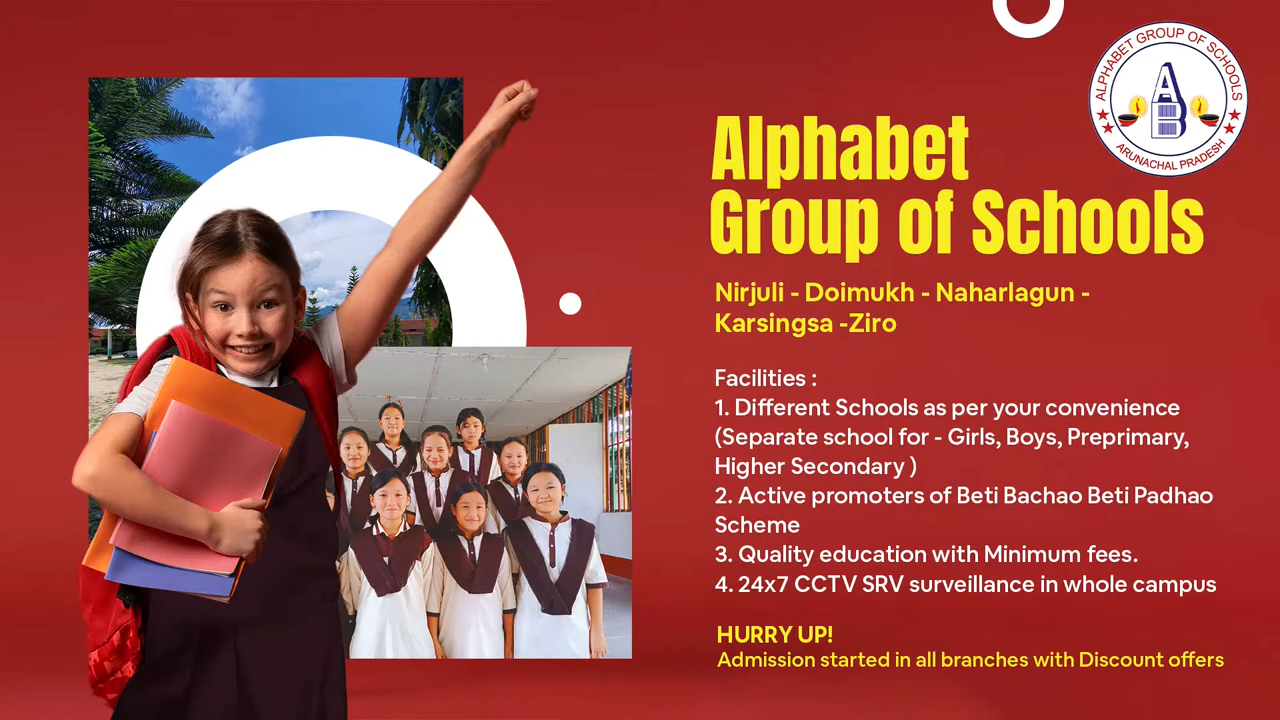 ALPHABET GROUP OF SCHOOLS
AB
ARUNACHAL PRADESH
Alphabet
Group of Schools
Nirjuli - Doimukh - Naharlagun -
Karsingsa -Ziro
Facilities :
1. Different Schools as per your convenience
(Separate school for - Girls, Boys, Preprimary,
Higher Secondary )
2. Active promoters of Beti Bachao Beti Padhao
Scheme
3. Quality education with Minimum fees.
4. 24x7 CCTV SRV surveillance in whole campus
HURRY UP!
Admission started in all branches with Discount offers